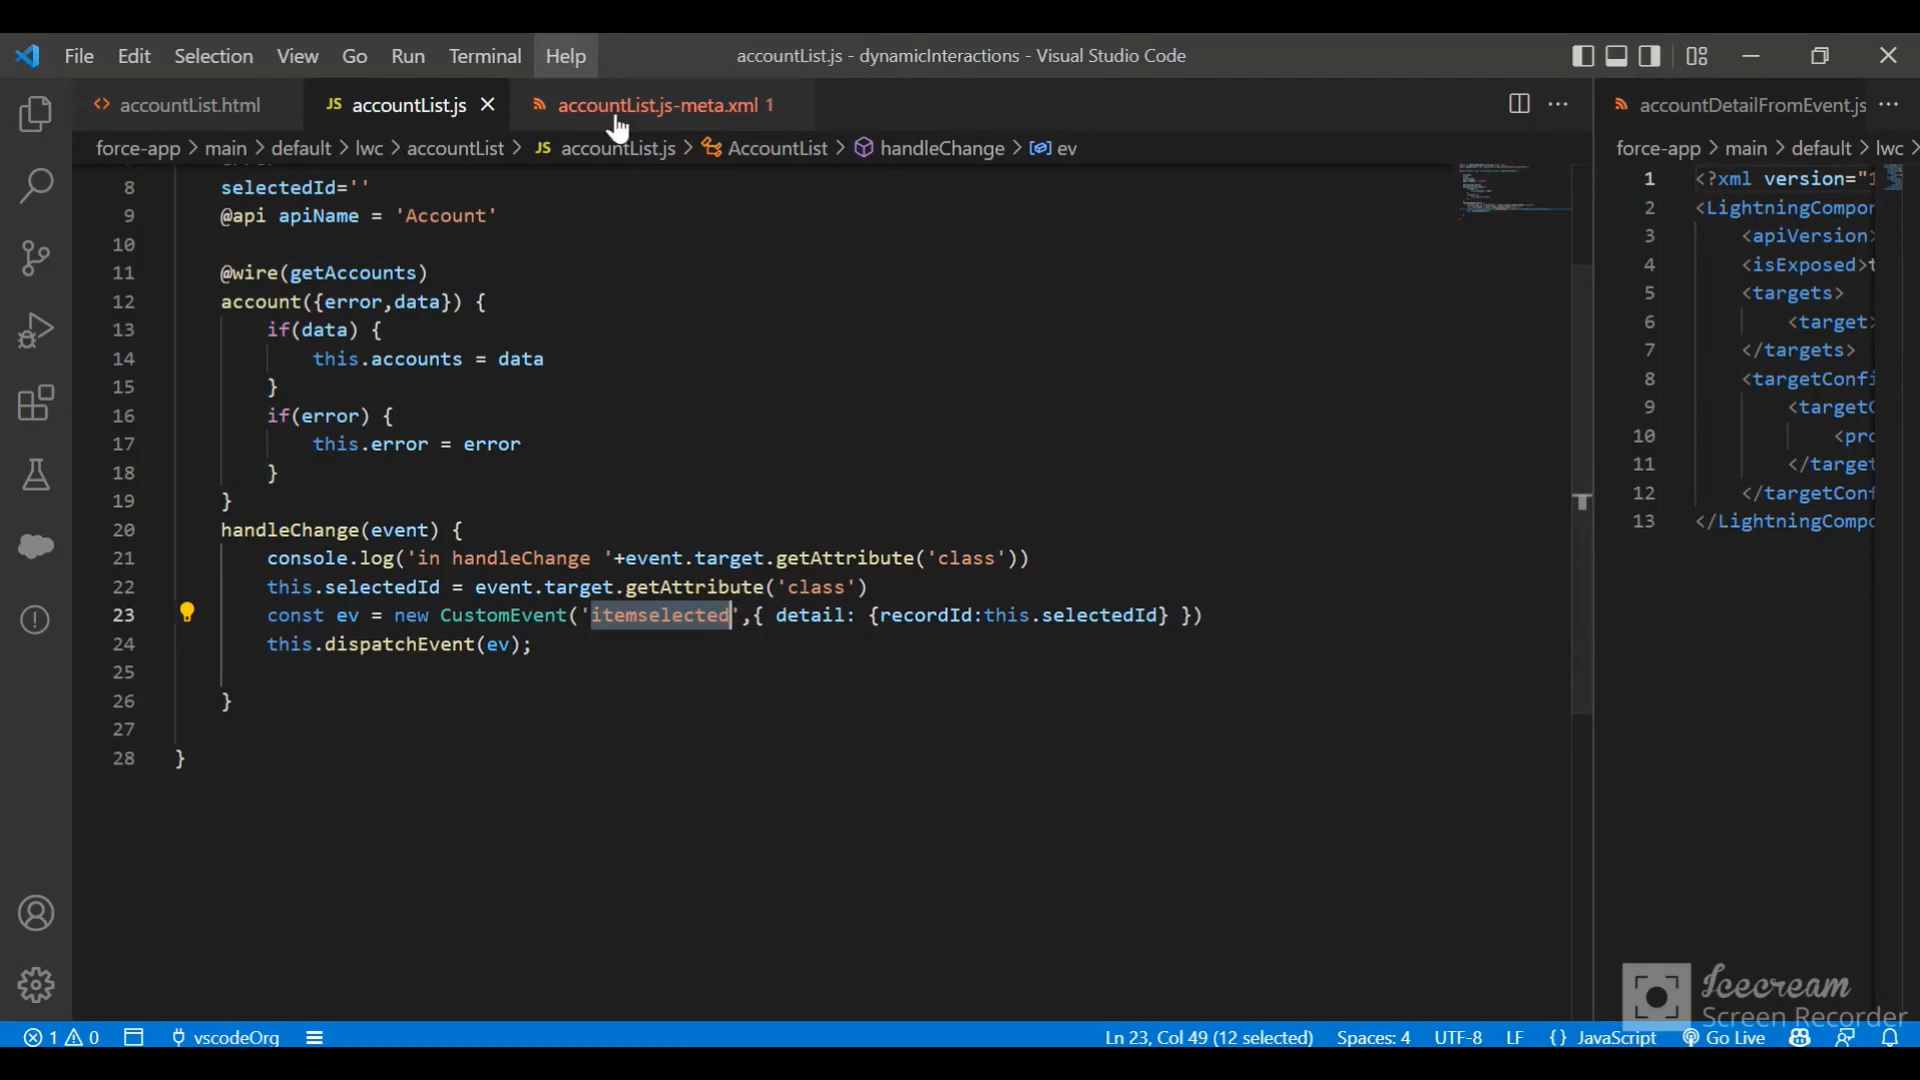 File Edit Selection View Go Run Terminal Help accountList.js - dynamicInteractions - Visual Studio Code
accountList.html JS accountList.js accountList.js-meta.xml 1 accountDetailFromEvent.js
force-app > main > default > lwc > accountList > JS accountList.js > AccountList > handleChange > ev
8 selectedId=''
9 @api apiName = 'Account'
10
11 @wire(getAccounts)
12 account({error,data}) {
13 if(data) {
14 this.accounts = data
15 }
16 if(error) {
17 this.error = error
18 }
19 }
20 handleChange(event) {
21 console.log('in handleChange '+event.target.getAttribute('class'))
22 this.selectedId = event.target.getAttribute('class')
23 const ev = new CustomEvent('itemselected',{ detail: {recordId:this.selectedId} })
24 this.dispatchEvent(ev);
25
26 }
27
28 }
force-app > main > default > lwc >
1 <?xml version="1
2 <LightningCompon
3 <apiVersion>
4 <isExposed>t
5 <targets>
6 <target>
7 </targets>
8 <targetConfi
9 <targetC
10 <pro
11 </target
12 </targetConf
13 </LightningCompo
Icecream
Screen Recorder
1 0 vscodeOrg Ln 23, Col 49 (12 selected) Spaces: 4 UTF-8 LF {} JavaScript Go Live